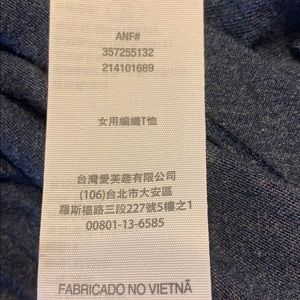 ANF#
357255132
214101689
女用編織T恤
台灣愛芙趣有限公司
(106)台北市大安區
羅斯福路三段227號5樓之1
00801-13-6585
FABRICADO NO VIETNÃ